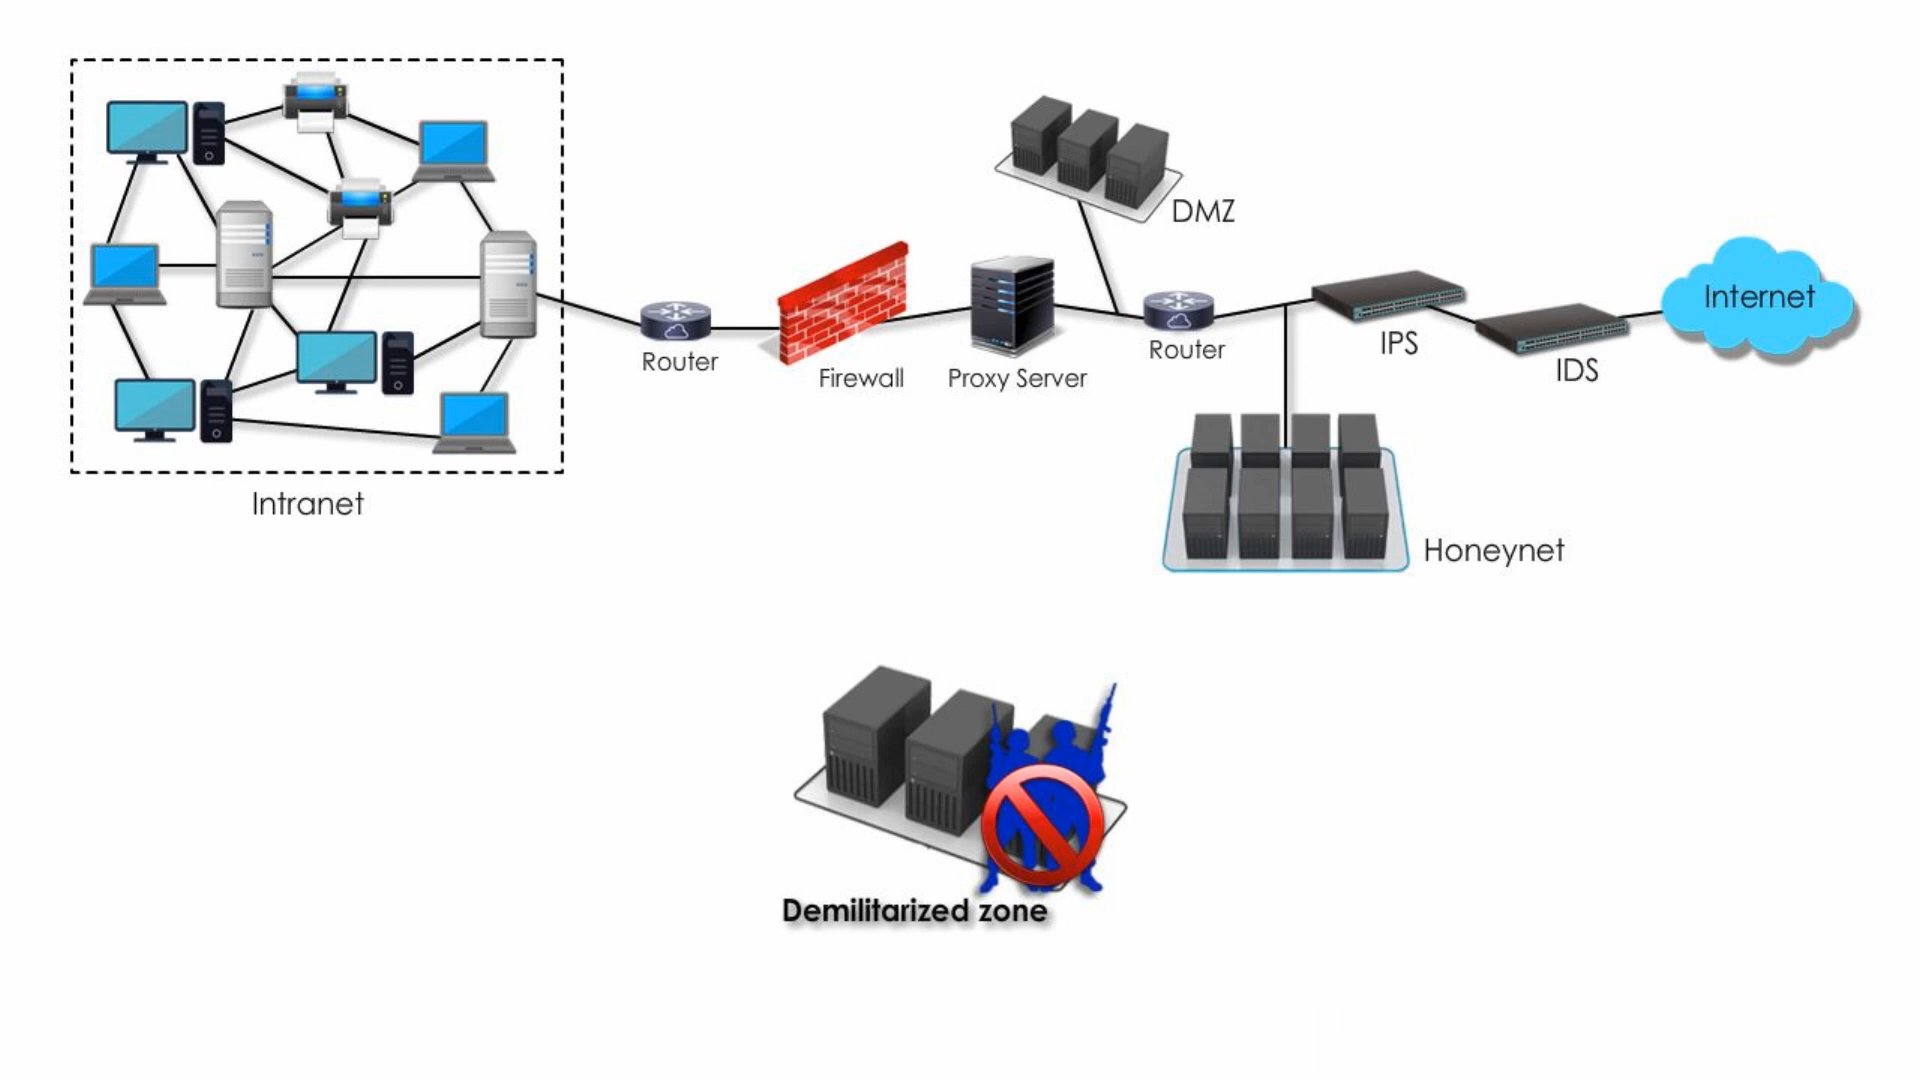 DMZ
Internet
Router
Firewall
Proxy Server
Router
IPS
IDS
Intranet
Honeynet
Demilitarized zone